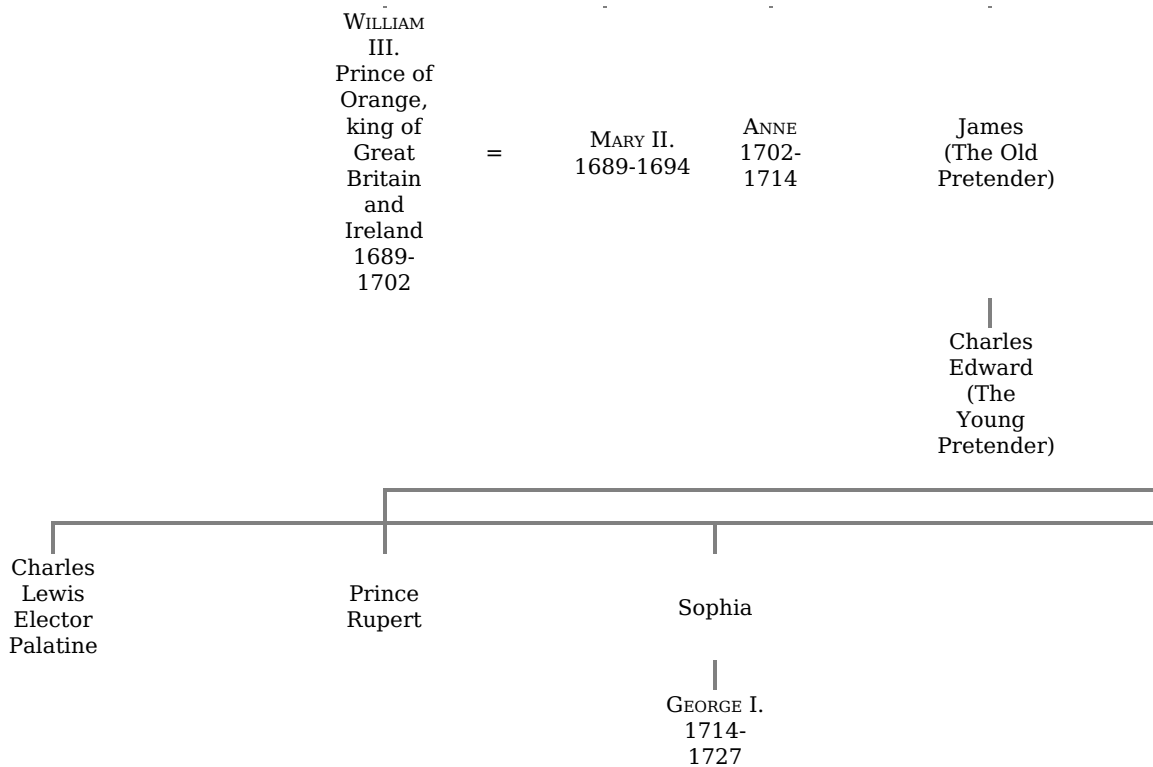 WILLIAM
III.
Prince of
Orange,
king of
Great
Britain
and
Ireland
1689-
1702
=
MARY II.
1689-1694
ANNE
1702-
1714
James
(The Old
Pretender)
Charles
Edward
(The
Young
Pretender)
Charles
Lewis
Elector
Palatine
Prince
Rupert
Sophia
GEORGE I.
1714-
1727